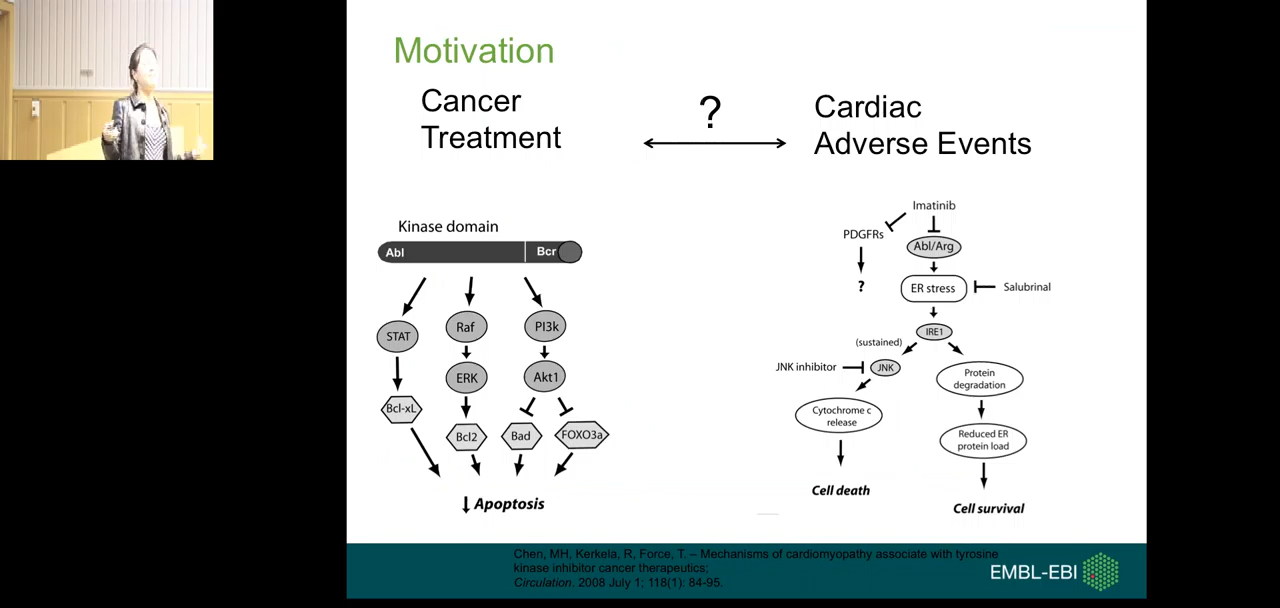 Motivation
Cancer
Treatment
?
Cardiac
Adverse Events
Kinase domain
Abl
Bcr
STAT
Raf
PI3k
ERK
Akt1
Bcl-xL
Bcl2
Bad
FOXO3a
Apoptosis
Imatinib
PDGFRs
Abl/Arg
?
ER stress
Salubrinal
IRE1
(sustained)
JNK inhibitor
JNK
Protein
degradation
Cytochrome c
release
Reduced ER
protein load
Cell death
Cell survival
Chen, MH, Kerkela, R, Force, T. – Mechanisms of cardiomyopathy associate with tyrosine
kinase inhibitor cancer therapeutics;
Circulation. 2008 July 1; 118(1): 84-95.
EMBL-EBI